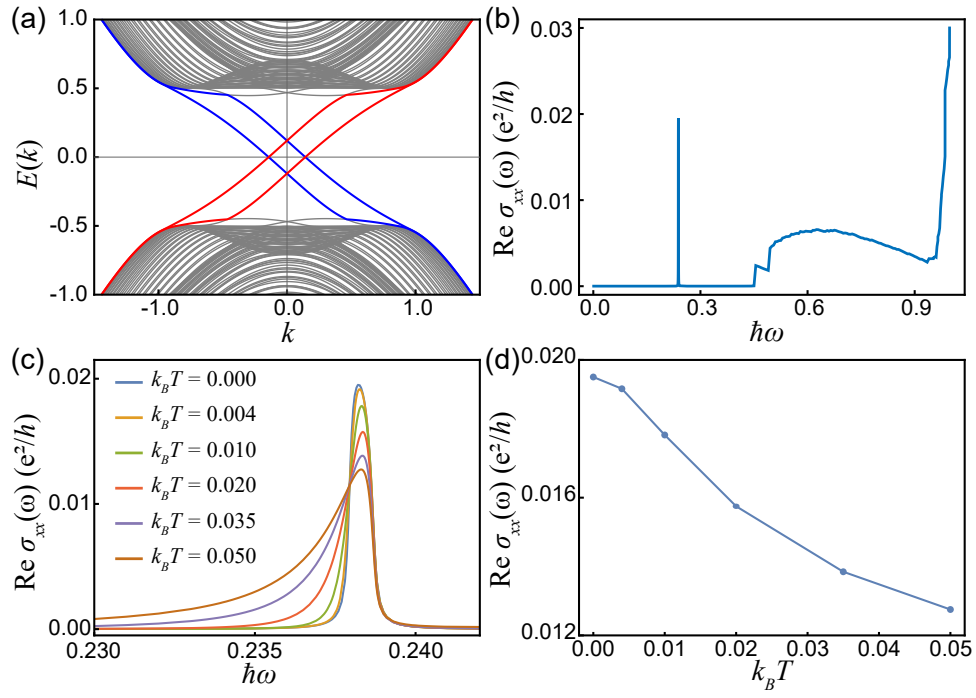 (a)
1.0
0.5
0.0
-0.5
-1.0
E(k)
-1.0
0.0
1.0
k
(b)
0.03
0.02
0.01
0.00
Re σxx(ω) (e²/h)
0.0
0.3
0.6
0.9
ħω
(c)
0.02
0.01
0.00
Re σxx(ω) (e²/h)
kBT = 0.000
kBT = 0.004
kBT = 0.010
kBT = 0.020
kBT = 0.035
kBT = 0.050
0.230
0.235
0.240
ħω
(d)
0.020
0.016
0.012
Re σxx(ω) (e²/h)
0.00
0.01
0.02
0.03
0.04
0.05
kBT